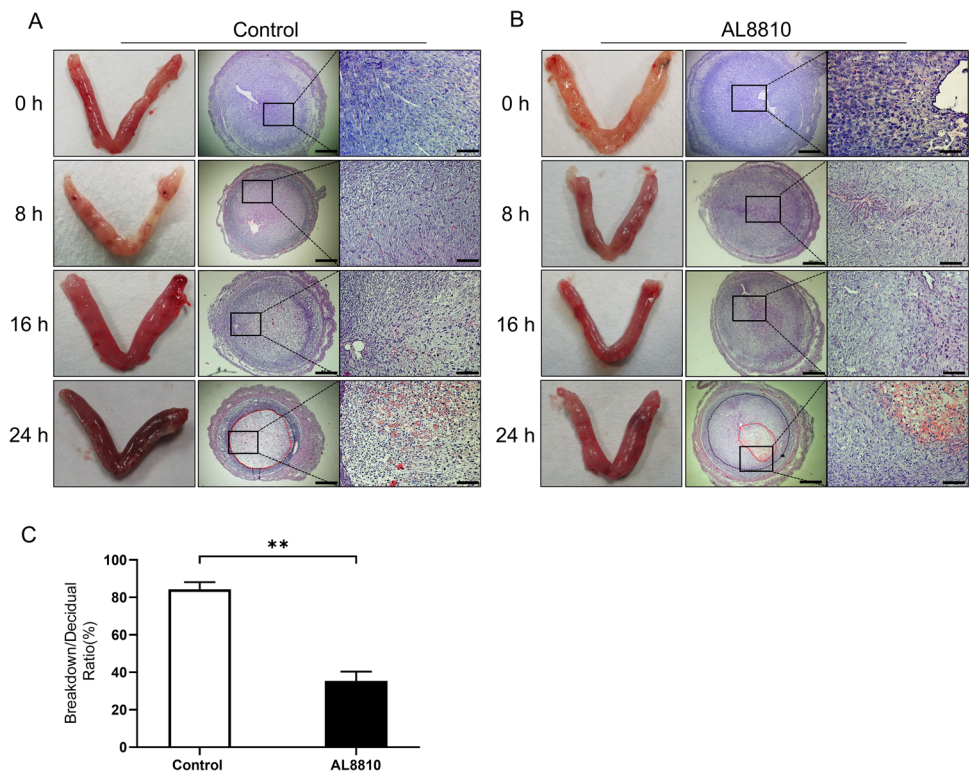 A
Control
0 h
8 h
16 h
24 h
B
AL8810
0 h
8 h
16 h
24 h
C
Breakdown/Decidual
Ratio(%)
100
80
60
40
20
0
**
Control
AL8810